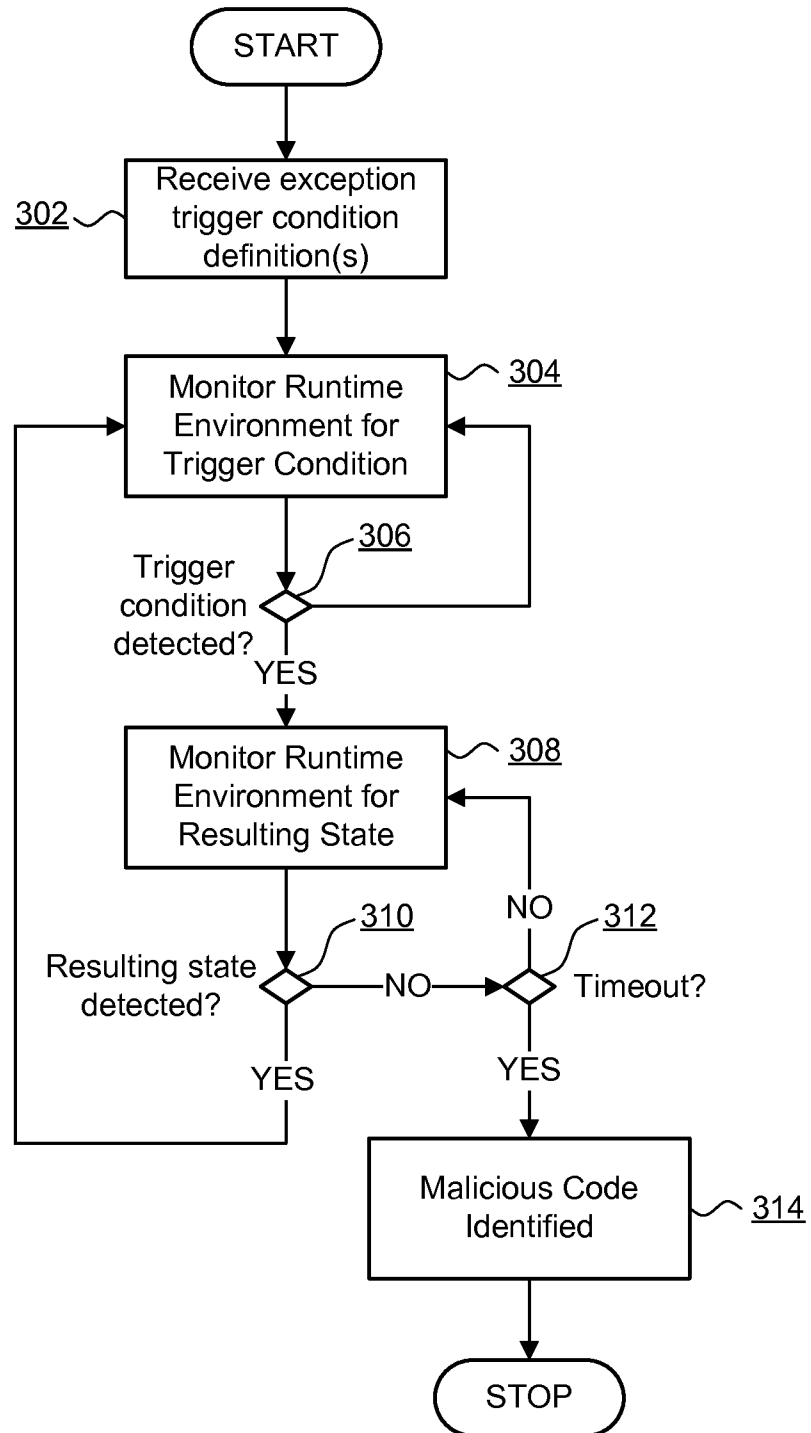 START
Receive exception
trigger condition
definition(s)
302
Monitor Runtime
Environment for
Trigger Condition
304
306
Trigger
condition
detected?
YES
Monitor Runtime
Environment for
Resulting State
308
NO
310
312
Resulting state
detected?
NO
Timeout?
YES
YES
Malicious Code
Identified
314
STOP